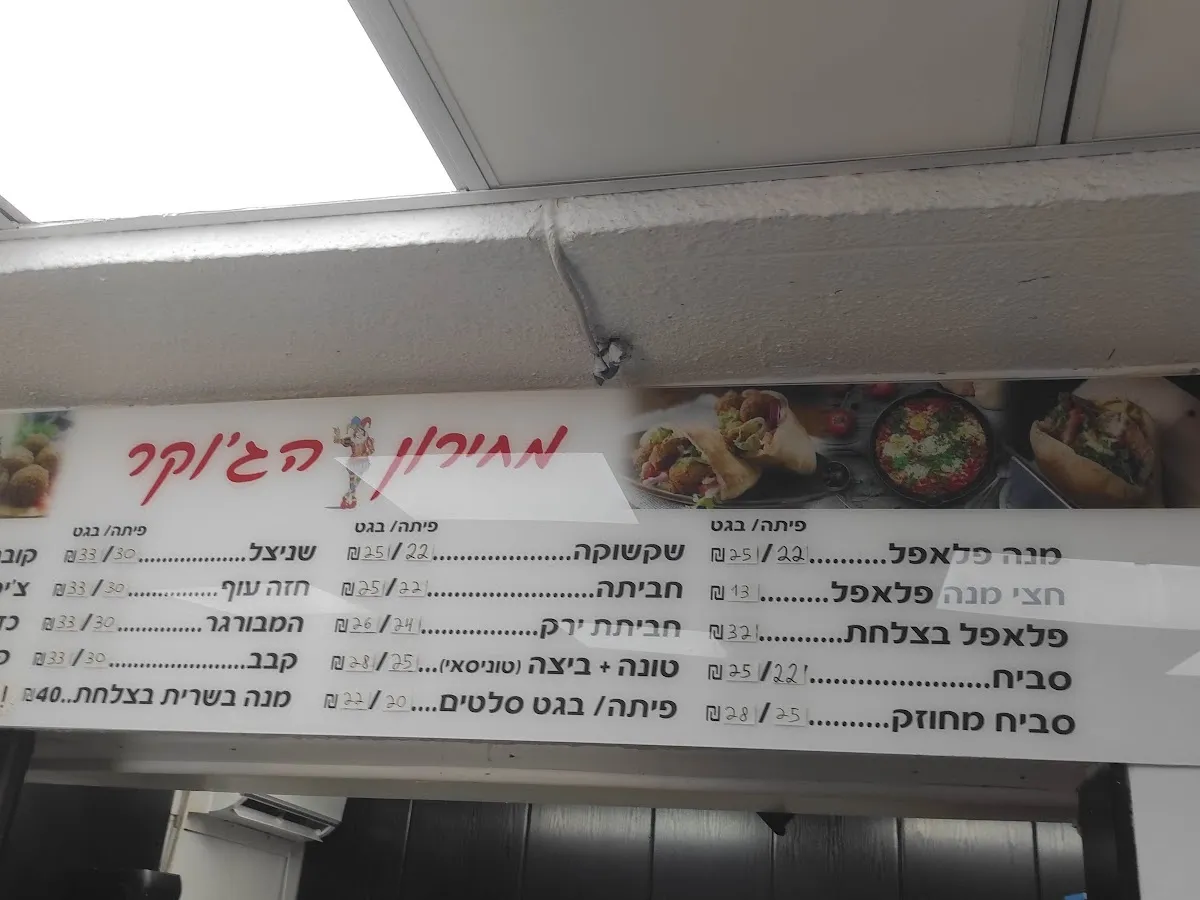 מחירון הג'וקר
פיתה/ בגט
מנה פלאפל..........22/25 ₪
חצי מנה פלאפל.........13 ₪
פלאפל בצלחת...........32 ₪
סביח......................22/25 ₪
סביח מחוזק..........25/28 ₪
פיתה/ בגט
שקשוקה................22/25 ₪
חביתה...................22/25 ₪
חביתת ירק.............24/26 ₪
טונה + ביצה (טוניסאי)...25/28 ₪
פיתה/ בגט סלטים....20/22 ₪
פיתה/ בגט
שניצל................30/33 ₪
חזה עוף..............30/33 ₪
המבורגר..............30/33 ₪
קבב....................30/33 ₪
מנה בשרית בצלחת..40 ₪